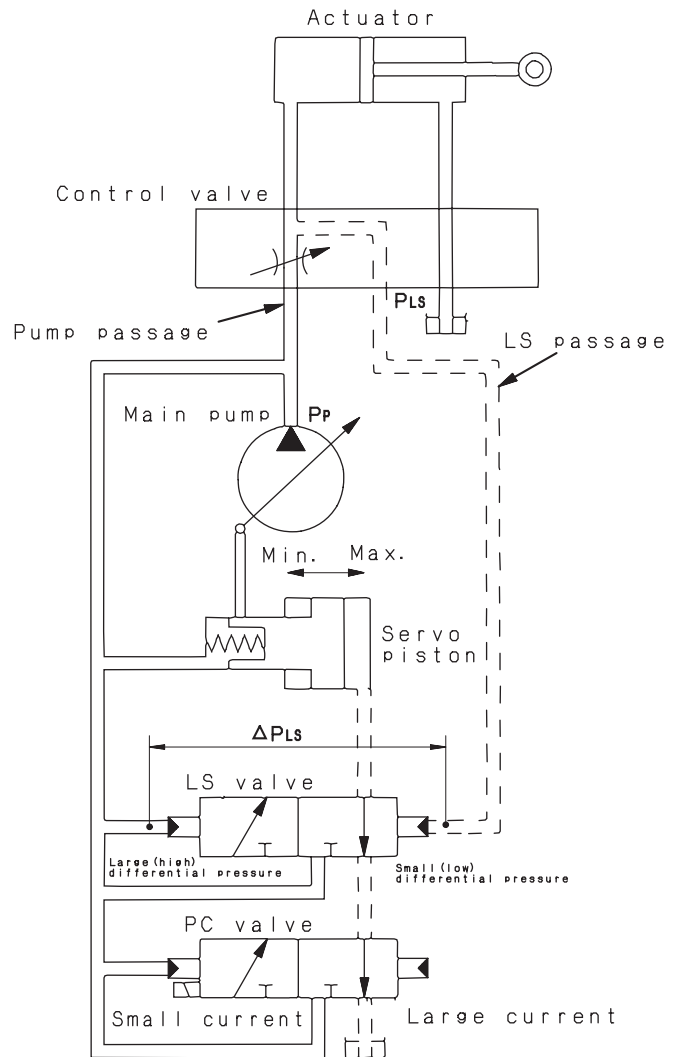 Actuator
Control valve
PLS
Pump passage
LS passage
Main pump
PP
Min.
Max.
Servo
piston
ΔPLS
LS valve
Large(high)
differential pressure
Small(low)
differential pressure
PC valve
Small current
Large current